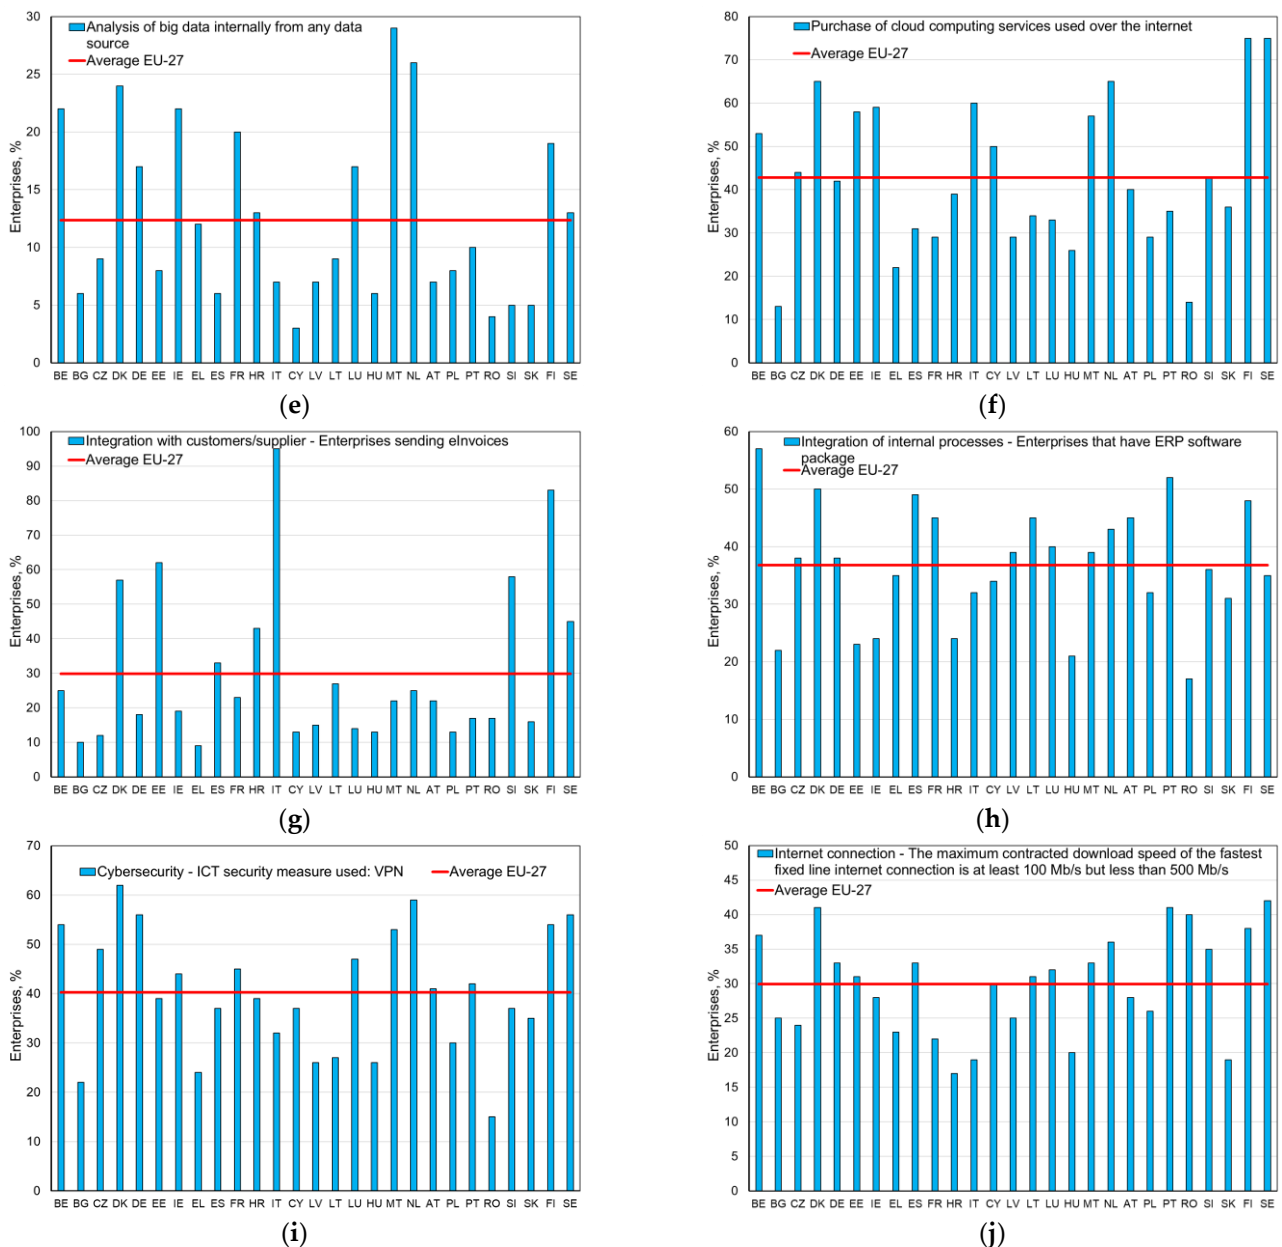 Analysis of big data internally from any data
source
Average EU-27
Enterprises, %
30
25
20
15
10
5
0
BE BG CZ DK DE EE IE EL ES FR HR IT CY LV LT LU HU MT NL AT PL PT RO SI SK FI SE
(e)
Purchase of cloud computing services used over the internet
Average EU-27
Enterprises, %
80
70
60
50
40
30
20
10
0
BE BG CZ DK DE EE IE EL ES FR HR IT CY LV LT LU HU MT NL AT PL PT RO SI SK FI SE
(f)
Integration with customers/supplier - Enterprises sending eInvoices
Average EU-27
Enterprises, %
100
90
80
70
60
50
40
30
20
10
0
BE BG CZ DK DE EE IE EL ES FR HR IT CY LV LT LU HU MT NL AT PL PT RO SI SK FI SE
(g)
Integration of internal processes - Enterprises that have ERP software
package
Average EU-27
Enterprises, %
60
50
40
30
20
10
0
BE BG CZ DK DE EE IE EL ES FR HR IT CY LV LT LU HU MT NL AT PL PT RO SI SK FI SE
(h)
Cybersecurity - ICT security measure used: VPN
Average EU-27
Enterprises, %
70
60
50
40
30
20
10
0
BE BG CZ DK DE EE IE EL ES FR HR IT CY LV LT LU HU MT NL AT PL PT RO SI SK FI SE
(i)
Internet connection - The maximum contracted download speed of the fastest
fixed line internet connection is at least 100 Mb/s but less than 500 Mb/s
Average EU-27
Enterprises, %
50
45
40
35
30
25
20
15
10
5
0
BE BG CZ DK DE EE IE EL ES FR HR IT CY LV LT LU HU MT NL AT PL PT RO SI SK FI SE
(j)